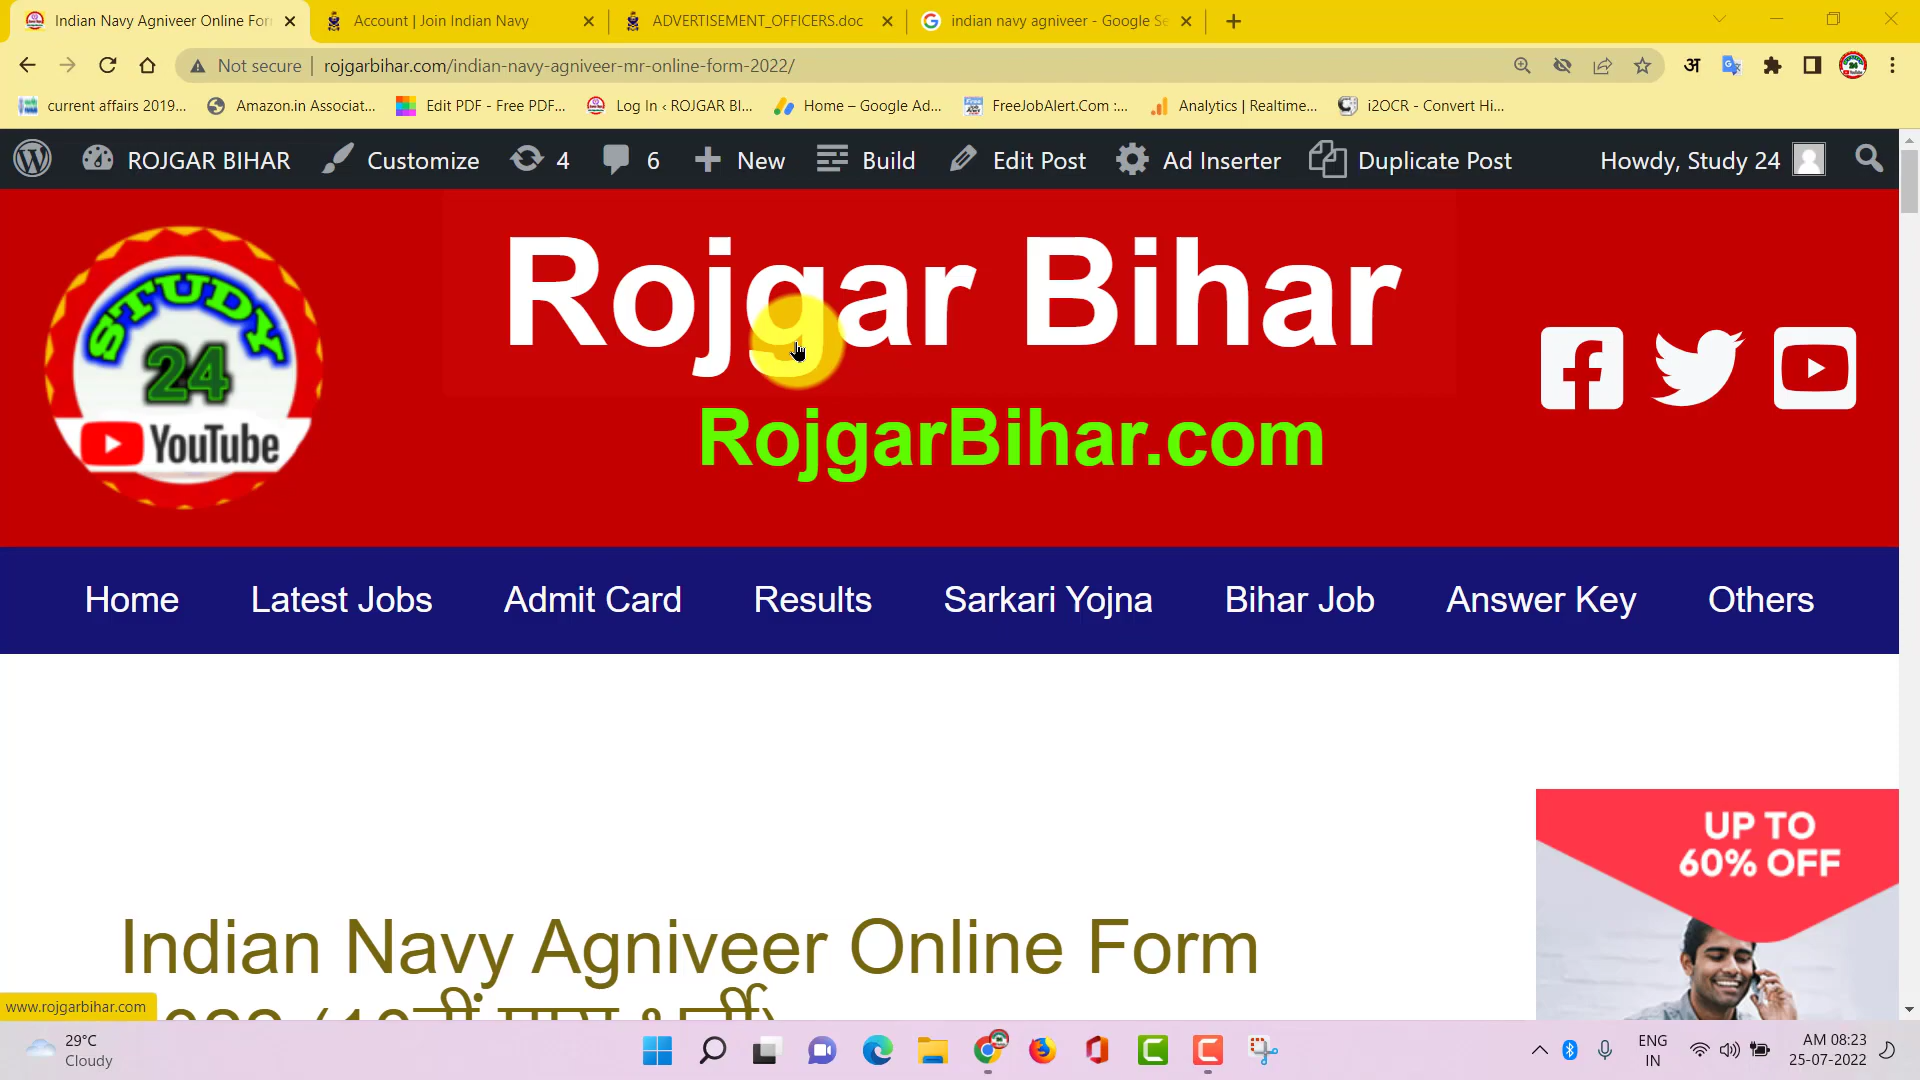 Indian Navy Agniveer Online For
Account | Join Indian Navy
ADVERTISEMENT_OFFICERS.doc
indian navy agniveer - Google Se
Not secure
rojgarbihar.com/indian-navy-agniveer-mr-online-form-2022/
अ
current affairs 2019...
Amazon.in Associat...
Edit PDF - Free PDF...
Log In ‹ ROJGAR BI...
Home – Google Ad...
FreeJobAlert.Com :...
Analytics | Realtime...
i2OCR - Convert Hi...
ROJGAR BIHAR
Customize
4
6
New
Build
Edit Post
Ad Inserter
Duplicate Post
Howdy, Study 24
STUDY
24
YouTube
Rojgar Bihar
RojgarBihar.com
Home
Latest Jobs
Admit Card
Results
Sarkari Yojna
Bihar Job
Answer Key
Others
UP TO
60% OFF
Indian Navy Agniveer Online Form
www.rojgarbihar.com
29°C
Cloudy
ENG
IN
AM 08:23
25-07-2022